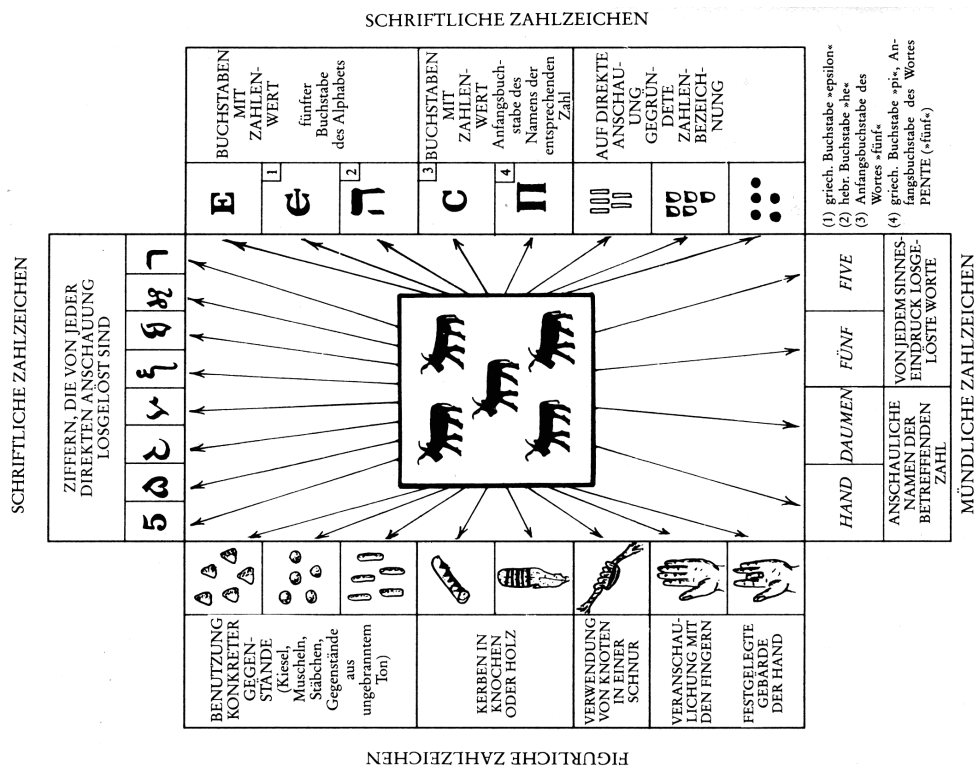 SCHRIFTLICHE ZAHLZEICHEN
BUCHSTABEN
MIT
ZAHLEN-
WERT
fünfter
Buchstabe
des Alphabets
BUCHSTABEN
MIT
ZAHLEN-
WERT
Anfangsbuch-
stabe des
Namens der
entsprechenden
Zahl
AUF DIREKTE
ANSCHAU-
UNG
GEGRÜN-
DETE
ZAHLEN-
BEZEICH-
NUNG
E
1
Є
2
ה
3
C
4
Π
(1) griech. Buchstabe »epsilon«
(2) hebr. Buchstabe »he«
(3) Anfangsbuchstabe des
Wortes »fünf«
(4) griech. Buchstabe »pi«, An-
fangsbuchstabe des Wortes
PENTE (»fünf«)
SCHRIFTLICHE ZAHLZEICHEN
ZIFFERN, DIE VON JEDER
DIREKTEN ANSCHAUUNG
LOSGELÖST SIND
5
HAND
DAUMEN
FÜNF
FIVE
ANSCHAULICHE
NAMEN DER
BETREFFENDEN
ZAHL
VON JEDEM SINNES-
EINDRUCK LOSGE-
LÖSTE WORTE
MÜNDLICHE ZAHLZEICHEN
BENUTZUNG
KONKRETER
GEGEN-
STÄNDE
(Kiesel,
Muscheln,
Stäbchen,
Gegenstände
aus
ungebranntem
Ton)
KERBEN IN
KNOCHEN
ODER HOLZ
VERWENDUNG
VON KNOTEN
IN EINER
SCHNUR
VERANSCHAU-
LICHUNG MIT
DEN FINGERN
FESTGELEGTE
GEBÄRDE
DER HAND
FIGÜRLICHE ZAHLZEICHEN